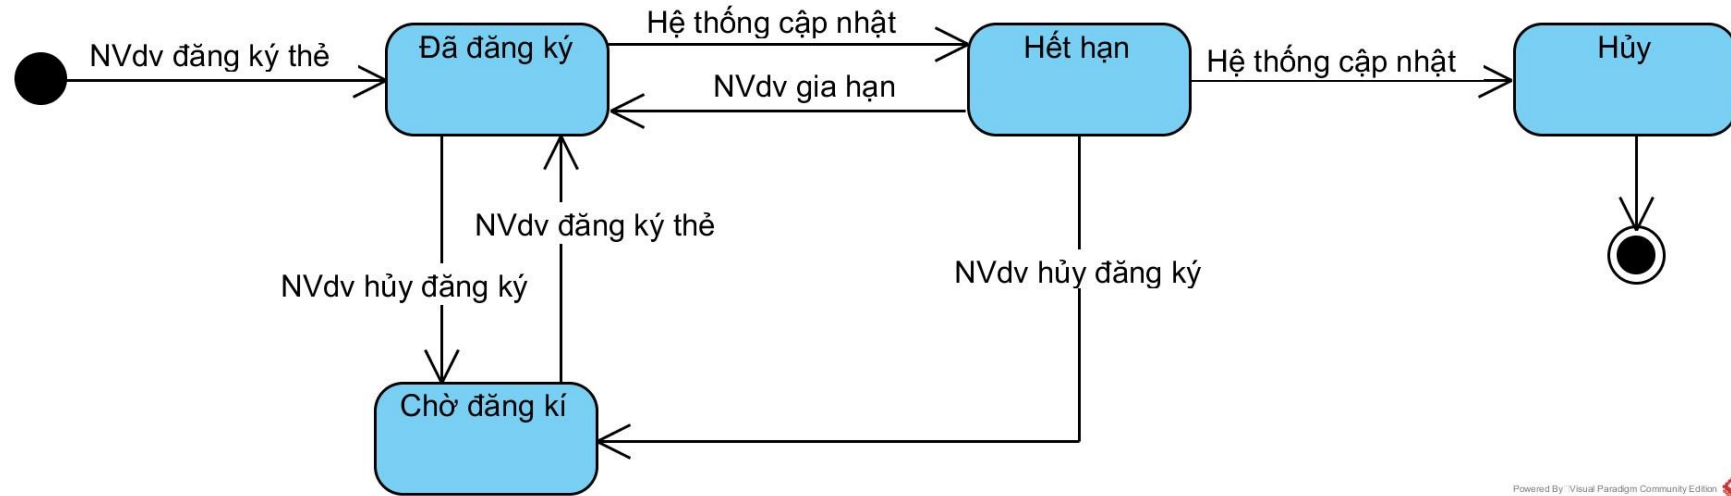 Hệ thống cập nhật
NVdv đăng ký thẻ
Đã đăng ký
Hết hạn
Hệ thống cập nhật
Hủy
NVdv gia hạn
NVdv đăng ký thẻ
NVdv hủy đăng ký
NVdv hủy đăng ký
Chờ đăng kí
Powered By Visual Paradigm Community Edition